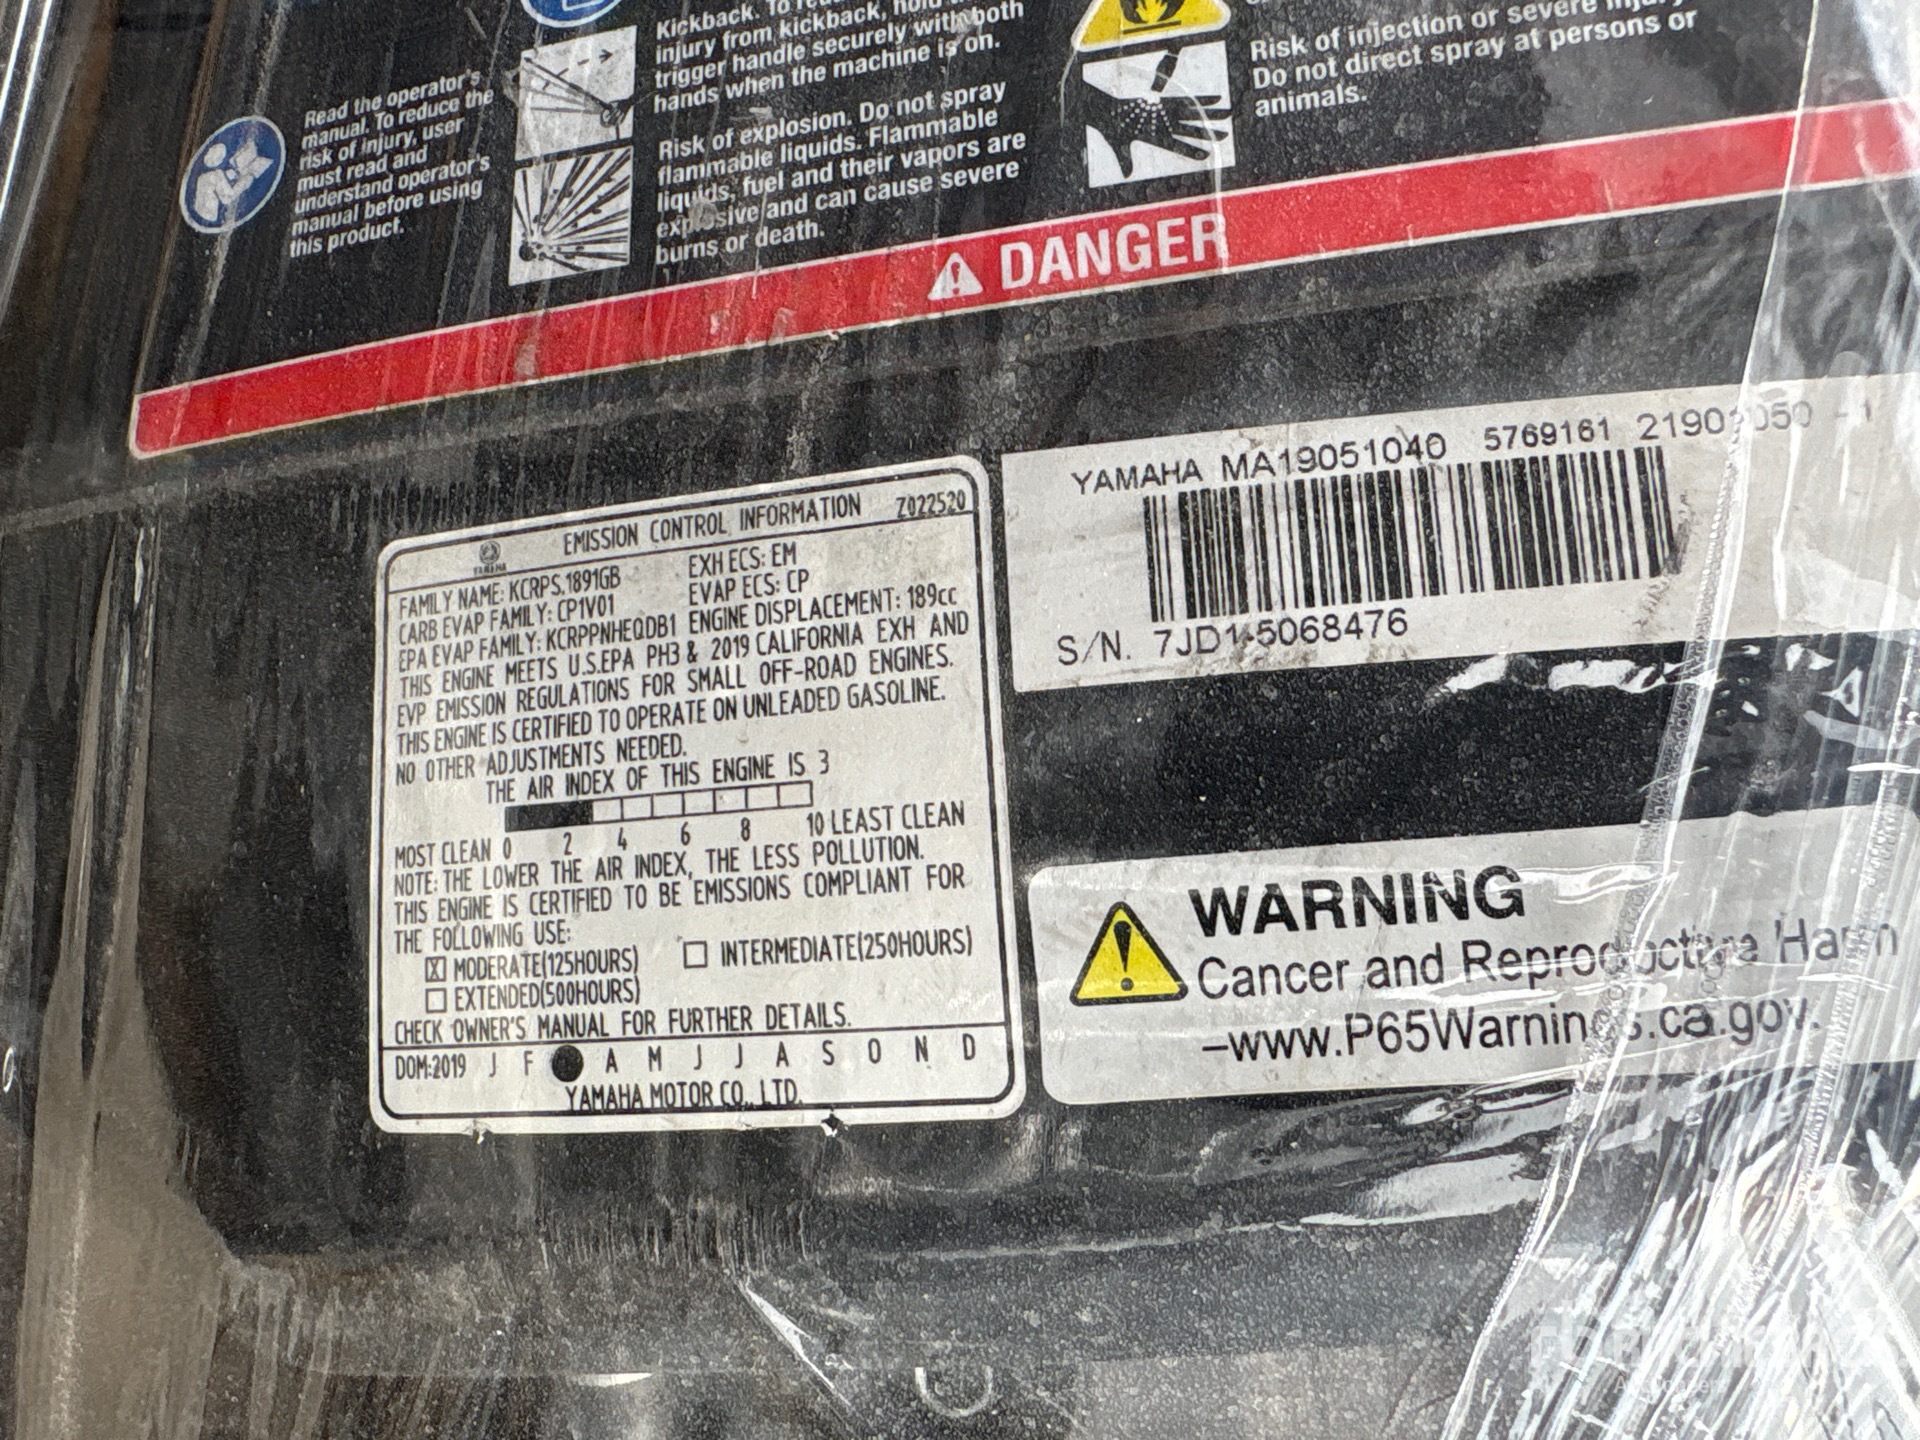 Read the operator's
manual. To reduce the
risk of injury, user
must read and
understand operator's
manual before using
this product.
Kickback. To
injury from kickback, hold
trigger handle securely with both
hands when the machine is on.
Risk of explosion. Do not spray
flammable liquids. Flammable
liquids, fuel and their vapors are
explosive and can cause severe
burns or death.
Risk of injection or severe
Do not direct spray at persons or
animals.
DANGER
EMISSION CONTROL INFORMATION Z022520
YAMAHA
FAMILY NAME: KCRPS.1891GB EXH ECS: EM
CARB EVAP FAMILY: CP1V01 EVAP ECS: CP
EPA EVAP FAMILY: KCRPPNHEQDB1 ENGINE DISPLACEMENT: 189cc
THIS ENGINE MEETS U.S.EPA PH3 & 2019 CALIFORNIA EXH AND
EVP EMISSION REGULATIONS FOR SMALL OFF-ROAD ENGINES.
THIS ENGINE IS CERTIFIED TO OPERATE ON UNLEADED GASOLINE.
NO OTHER ADJUSTMENTS NEEDED.
THE AIR INDEX OF THIS ENGINE IS 3
MOST CLEAN 0 2 4 6 8 10 LEAST CLEAN
NOTE: THE LOWER THE AIR INDEX, THE LESS POLLUTION.
THIS ENGINE IS CERTIFIED TO BE EMISSIONS COMPLIANT FOR
THE FOLLOWING USE:
☒ MODERATE(125HOURS) ☐ INTERMEDIATE(250HOURS)
☐ EXTENDED(500HOURS)
CHECK OWNER'S MANUAL FOR FURTHER DETAILS.
DOM:2019 J F ● A M J J A S O N D
YAMAHA MOTOR CO., LTD.
YAMAHA MA19051040 5769161
S/N. 7JD1-5068476
WARNING
Cancer and Reproductive Harm
–www.P65Warnings.ca.gov.